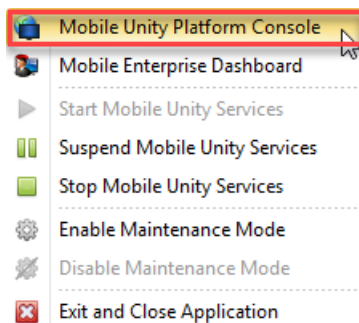 Mobile Unity Platform Console
Mobile Enterprise Dashboard
Start Mobile Unity Services
Suspend Mobile Unity Services
Stop Mobile Unity Services
Enable Maintenance Mode
Disable Maintenance Mode
Exit and Close Application